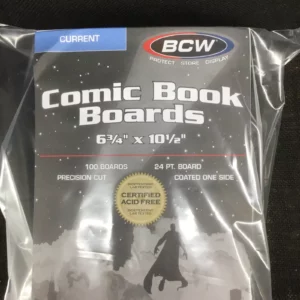 CURRENT
BCW
PROTECT STORE DISPLAY
Comic Book
Boards
6¾" x 10½"
100 BOARDS 24 PT. BOARD
PRECISION CUT COATED ONE SIDE
CERTIFIED
ACID FREE